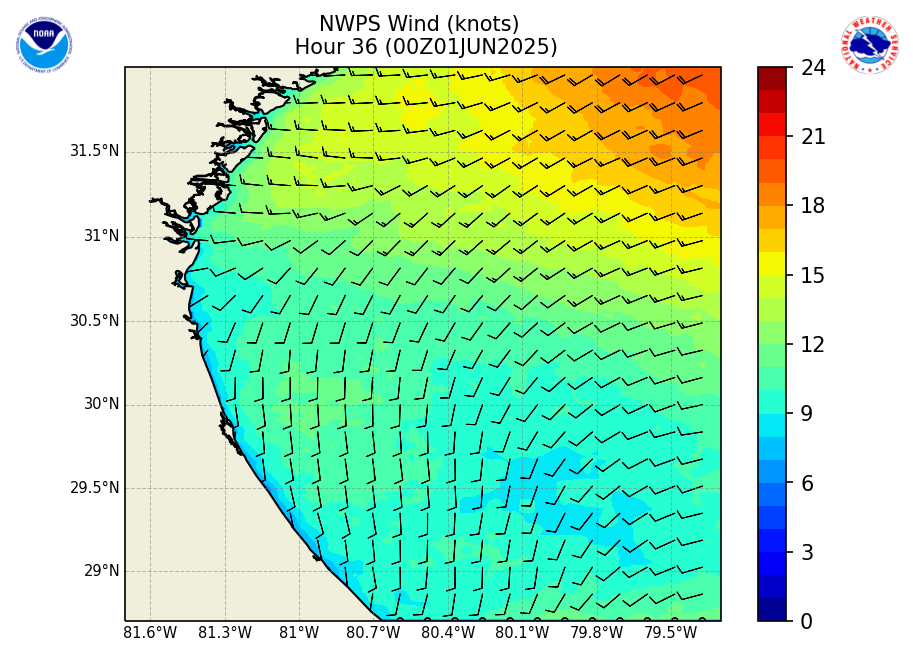 NWPS Wind (knots)
Hour 36 (00Z01JUN2025)
NOAA
NATIONAL WEATHER SERVICE
31.5°N
31°N
30.5°N
30°N
29.5°N
29°N
81.6°W 81.3°W 81°W 80.7°W 80.4°W 80.1°W 79.8°W 79.5°W
24
21
18
15
12
9
6
3
0